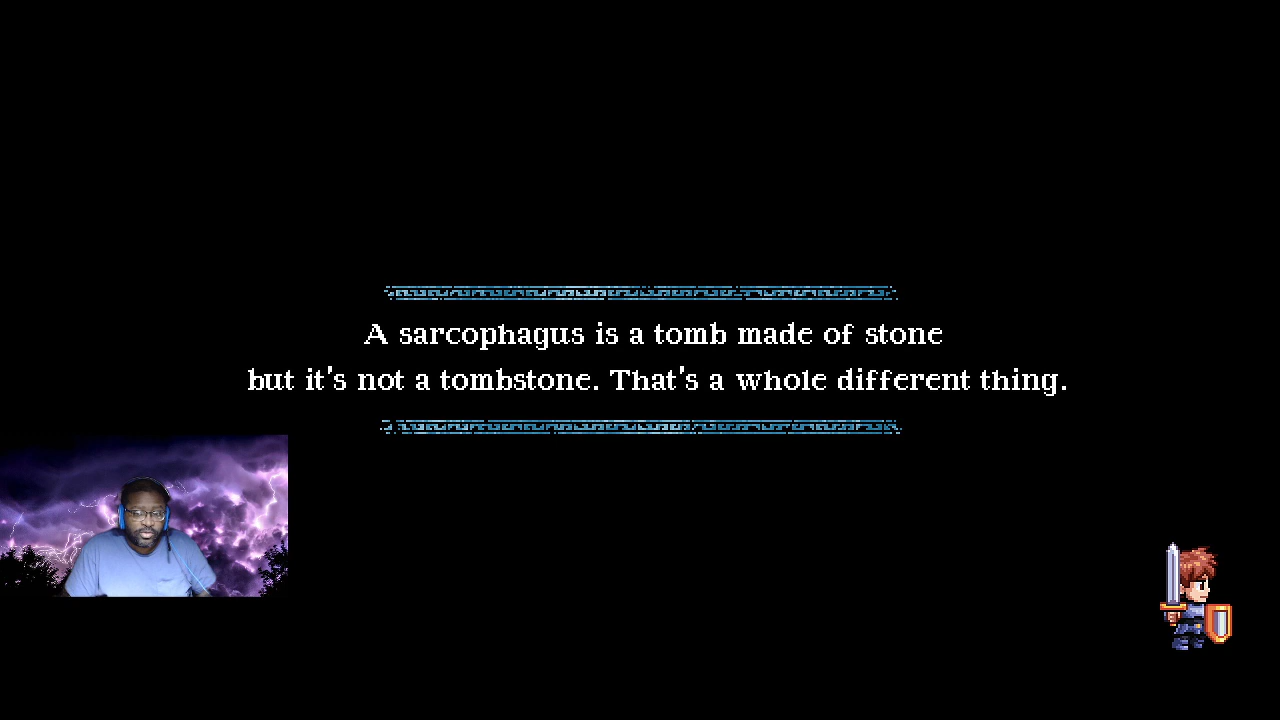 A sarcophagus is a tomb made of stone
but it's not a tombstone. That's a whole different thing.